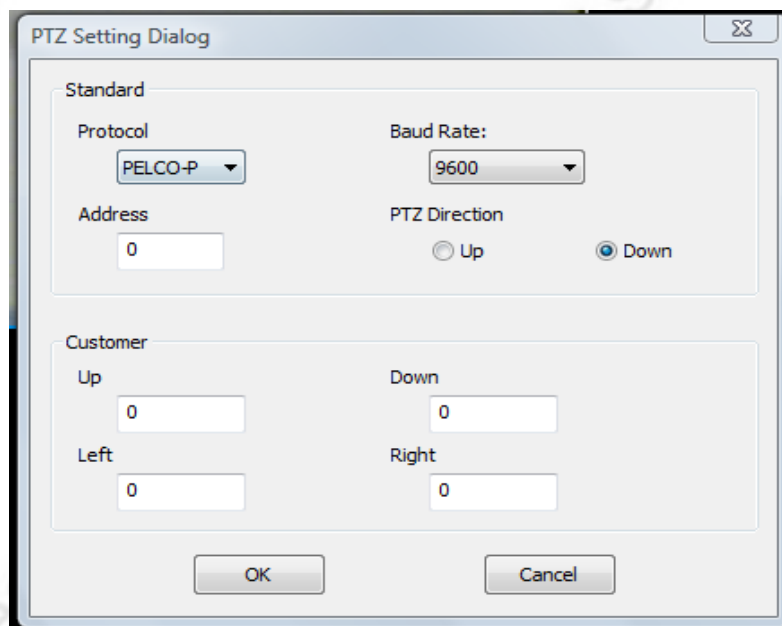 PTZ Setting Dialog
Standard
Protocol Baud Rate:
PELCO-P 9600
Address PTZ Direction
0 Up Down
Customer
Up Down
0 0
Left Right
0 0
OK Cancel